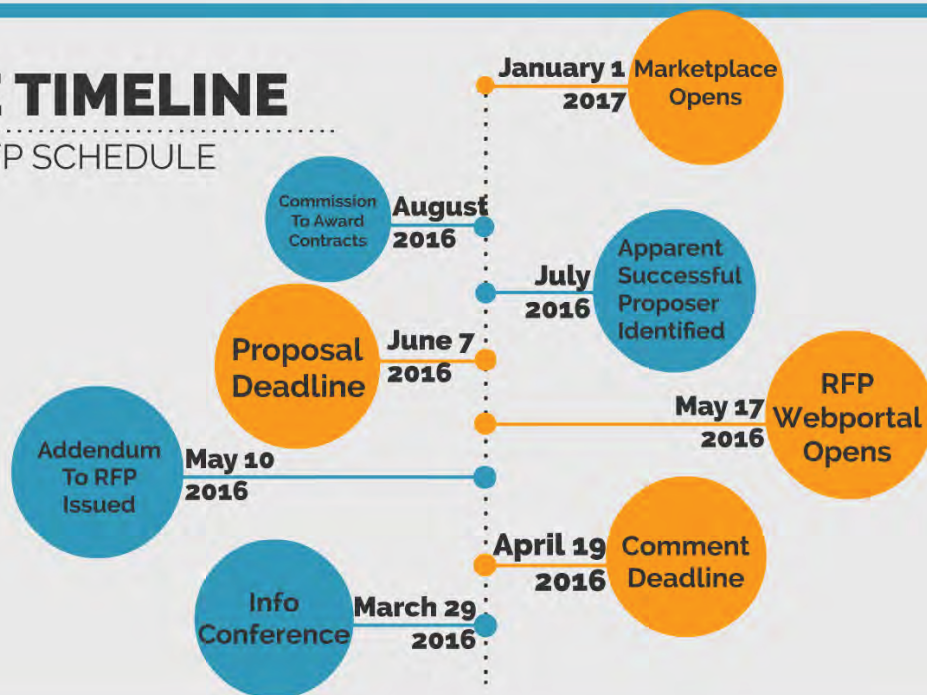 TIMELINE
SCHEDULE
January 1
2017
Marketplace
Opens
Commission
To Award
Contracts
August
2016
July
2016
Apparent
Successful
Proposer
Identified
Proposal
Deadline
June 7
2016
May 17
2016
RFP
Webportal
Opens
Addendum
To RFP
Issued
May 10
2016
April 19
2016
Comment
Deadline
Info
Conference
March 29
2016